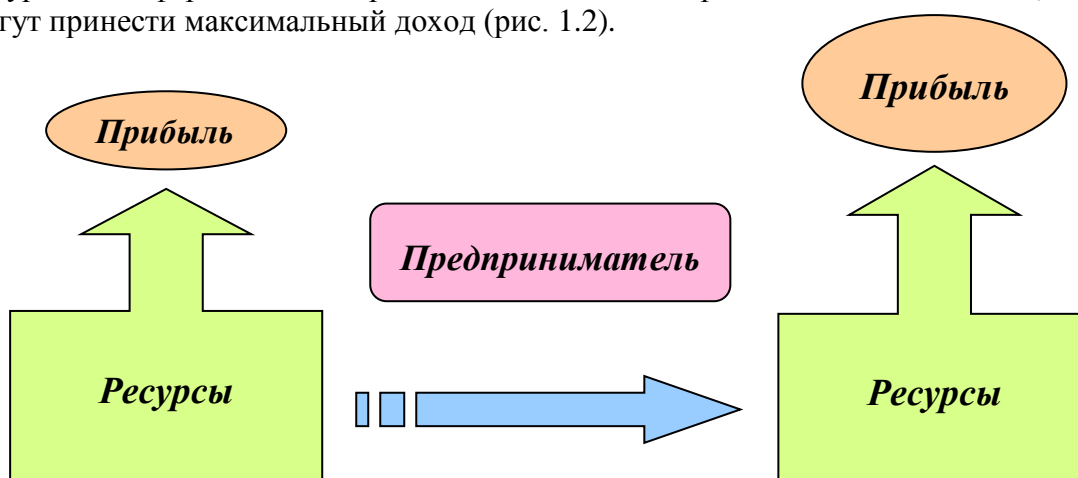 гут принести максимальный доход (рис. 1.2).
Прибыль
Прибыль
Предприниматель
Ресурсы
Ресурсы